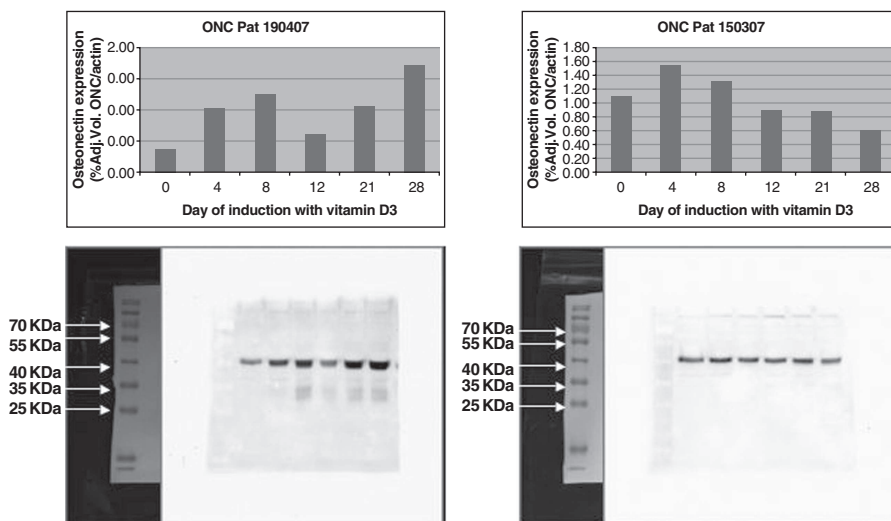 ONC Pat 190407
Osteonectin expression
(%Adj.Vol. ONC/actin)
2.00
0.00
0.00
0.00
0.00
0 4 8 12 21 28
Day of induction with vitamin D3
ONC Pat 150307
Osteonectin expression
(%Adj.Vol. ONC/actin)
1.80
1.60
1.40
1.20
1.00
0.80
0.60
0.40
0.20
0.00
0 4 8 12 21 28
Day of induction with vitamin D3
70 KDa
55 KDa
40 KDa
35 KDa
25 KDa
70 KDa
55 KDa
40 KDa
35 KDa
25 KDa